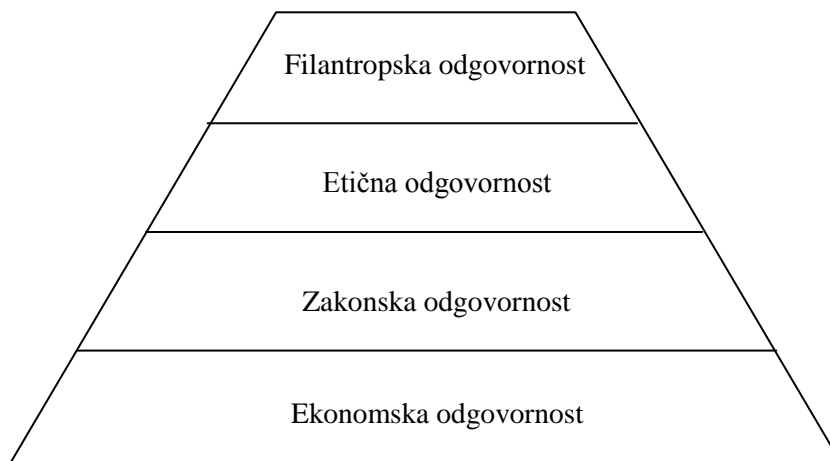 Filantropska odgovornost
Etična odgovornost
Zakonska odgovornost
Ekonomska odgovornost